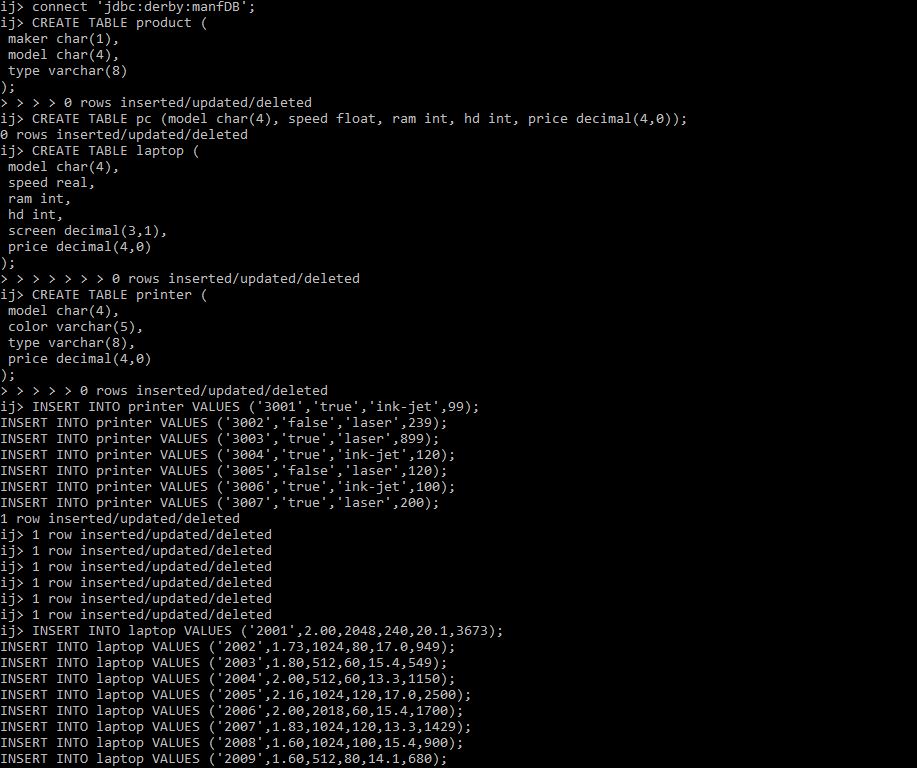 ij> connect 'jdbc:derby:manfDB';
ij> CREATE TABLE product (
 maker char(1),
 model char(4),
 type varchar(8)
);
> > > > 0 rows inserted/updated/deleted
ij> CREATE TABLE pc (model char(4), speed float, ram int, hd int, price decimal(4,0));
0 rows inserted/updated/deleted
ij> CREATE TABLE laptop (
 model char(4),
 speed real,
 ram int,
 hd int,
 screen decimal(3,1),
 price decimal(4,0)
);
> > > > > > > 0 rows inserted/updated/deleted
ij> CREATE TABLE printer (
 model char(4),
 color varchar(5),
 type varchar(8),
 price decimal(4,0)
);
> > > > > 0 rows inserted/updated/deleted
ij> INSERT INTO printer VALUES ('3001','true','ink-jet',99);
INSERT INTO printer VALUES ('3002','false','laser',239);
INSERT INTO printer VALUES ('3003','true','laser',899);
INSERT INTO printer VALUES ('3004','true','ink-jet',120);
INSERT INTO printer VALUES ('3005','false','laser',120);
INSERT INTO printer VALUES ('3006','true','ink-jet',100);
INSERT INTO printer VALUES ('3007','true','laser',200);
1 row inserted/updated/deleted
ij> 1 row inserted/updated/deleted
ij> 1 row inserted/updated/deleted
ij> 1 row inserted/updated/deleted
ij> 1 row inserted/updated/deleted
ij> 1 row inserted/updated/deleted
ij> 1 row inserted/updated/deleted
ij> INSERT INTO laptop VALUES ('2001',2.00,2048,240,20.1,3673);
INSERT INTO laptop VALUES ('2002',1.73,1024,80,17.0,949);
INSERT INTO laptop VALUES ('2003',1.80,512,60,15.4,549);
INSERT INTO laptop VALUES ('2004',2.00,512,60,13.3,1150);
INSERT INTO laptop VALUES ('2005',2.16,1024,120,17.0,2500);
INSERT INTO laptop VALUES ('2006',2.00,2018,60,15.4,1700);
INSERT INTO laptop VALUES ('2007',1.83,1024,120,13.3,1429);
INSERT INTO laptop VALUES ('2008',1.60,1024,100,15.4,900);
INSERT INTO laptop VALUES ('2009',1.60,512,80,14.1,680);